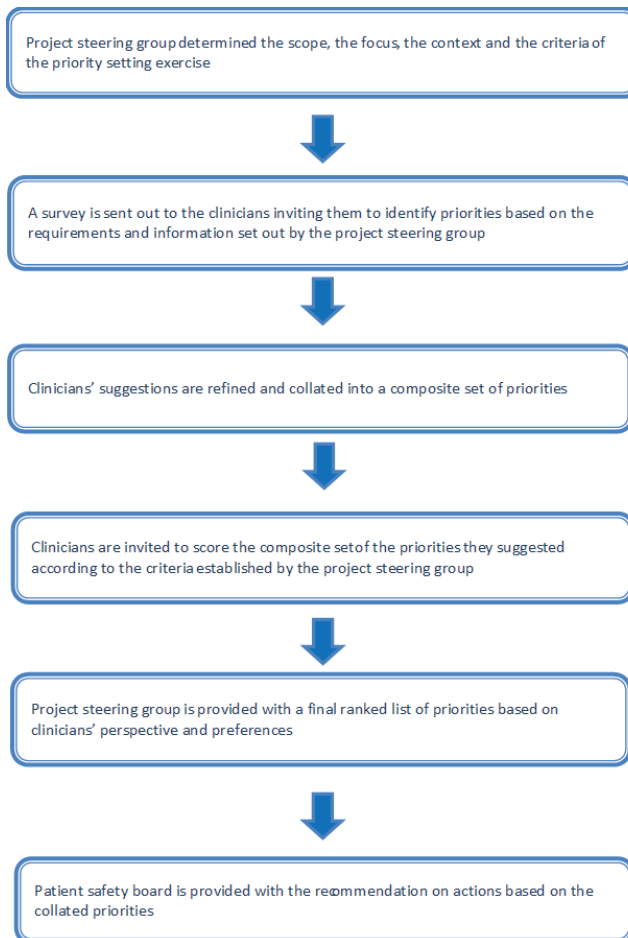 Project steering group determined the scope, the focus, the context and the criteria of
the priority setting exercise
A survey is sent out to the clinicians inviting them to identify priorities based on the
requirements and information set out by the project steering group
Clinicians’ suggestions are refined and collated into a composite set of priorities
Clinicians are invited to score the composite set of the priorities they suggested
according to the criteria established by the project steering group
Project steering group is provided with a final ranked list of priorities based on
clinicians’ perspective and preferences
Patient safety board is provided with the recommendation on actions based on the
collated priorities